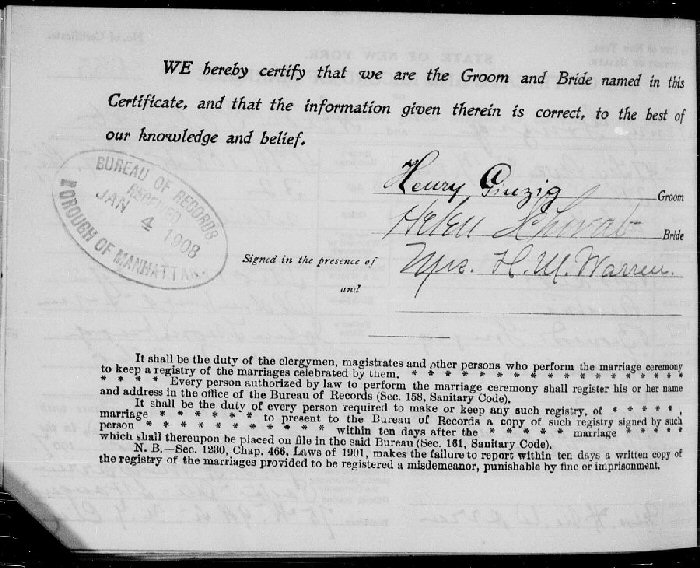 WE hereby certify that we are the Groom and Bride named in this
Certificate, and that the information given therein is correct, to the best of
our knowledge and belief.
BUREAU OF RECORDS
JAN 4 1908
BOROUGH OF MANHATTAN.
Henry Groom
Helen Schwab Bride
Signed in the presence of Mrs. H. M. Warren.
and
It shall be the duty of the clergymen, magistrates and other persons who perform the marriage ceremony
to keep a registry of the marriages celebrated by them. * * * * * * * * * * * * * * *
* * * * Every person authorized by law to perform the marriage ceremony shall register his or her name
and address in the office of the Bureau of Records (Sec. 158, Sanitary Code).
It shall be the duty of every person required to make or keep any such registry, of * * * * *,
marriage * * * * * * to present to the Bureau of Records a copy of such registry signed by such
person * * * * * * * * * * * within ten days after the * * * * * marriage * * * * *
which shall thereupon be placed on file in the said Bureau (Sec. 161, Sanitary Code).
N. B.—Sec. 1230, Chap. 466, Laws of 1901, makes the failure to report within ten days a written copy of
the registry of the marriages provided to be registered a misdemeanor, punishable by fine or imprisonment.